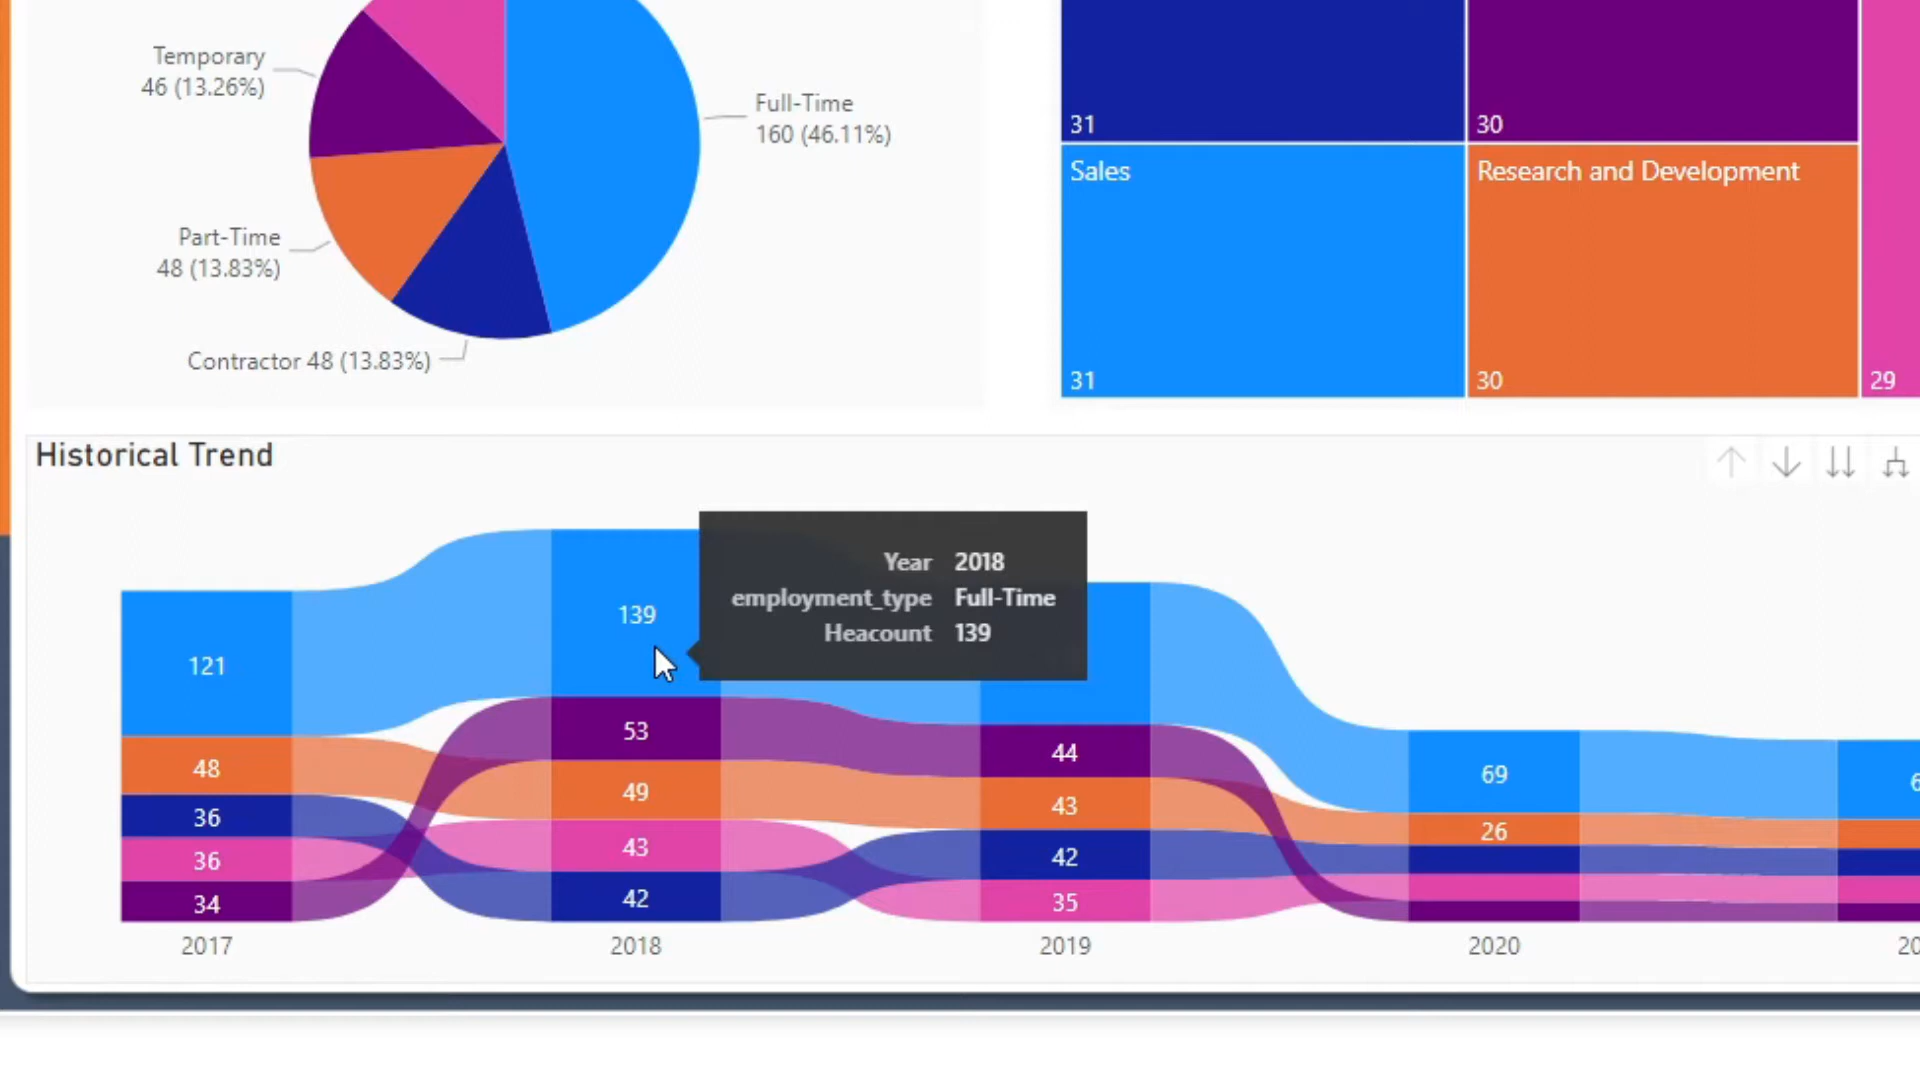 Temporary
46 (13.26%)
Full-Time
160 (46.11%)
Part-Time
48 (13.83%)
Contractor 48 (13.83%)
31
30
Sales
Research and Development
31
30
29
Historical Trend
Year 2018
employment_type Full-Time
Heacount 139
121
48
36
36
34
139
53
49
43
42
44
43
42
35
69
26
2017
2018
2019
2020